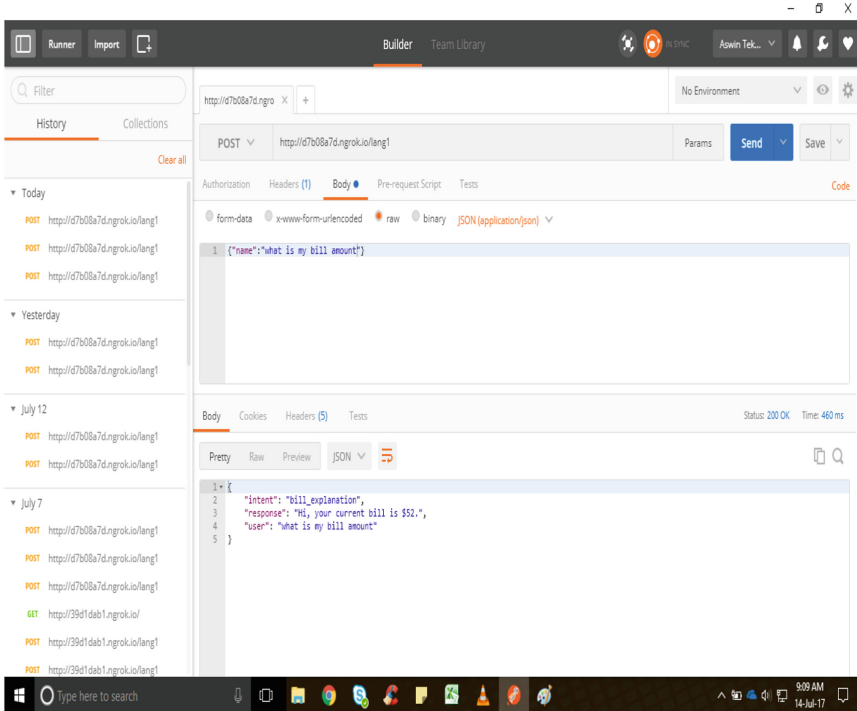 Runner Import Builder Team Library IN SYNC Aswin Tek...
Filter
History Collections
Clear all
Today
POST http://d7b08a7d.ngrok.io/lang1
POST http://d7b08a7d.ngrok.io/lang1
POST http://d7b08a7d.ngrok.io/lang1
Yesterday
POST http://d7b08a7d.ngrok.io/lang1
POST http://d7b08a7d.ngrok.io/lang1
July 12
POST http://d7b08a7d.ngrok.io/lang1
POST http://d7b08a7d.ngrok.io/lang1
July 7
POST http://d7b08a7d.ngrok.io/lang1
POST http://d7b08a7d.ngrok.io/lang1
POST http://d7b08a7d.ngrok.io/lang1
GET http://39d1dab1.ngrok.io/
POST http://39d1dab1.ngrok.io/lang1
POST http://39d1dab1.ngrok.io/lang1
http://d7b08a7d.ngro X +
No Environment
POST http://d7b08a7d.ngrok.io/lang1 Params Send Save
Authorization Headers (1) Body Pre-request Script Tests Code
form-data x-www-form-urlencoded raw binary JSON (application/json)
1 {"name":"what is my bill amount"}
Body Cookies Headers (5) Tests Status: 200 OK Time: 460 ms
Pretty Raw Preview JSON
1 {
2 "intent": "bill_explanation",
3 "response": "Hi, your current bill is $52.",
4 "user": "what is my bill amount"
5 }
Type here to search
9:09 AM
14-Jul-17